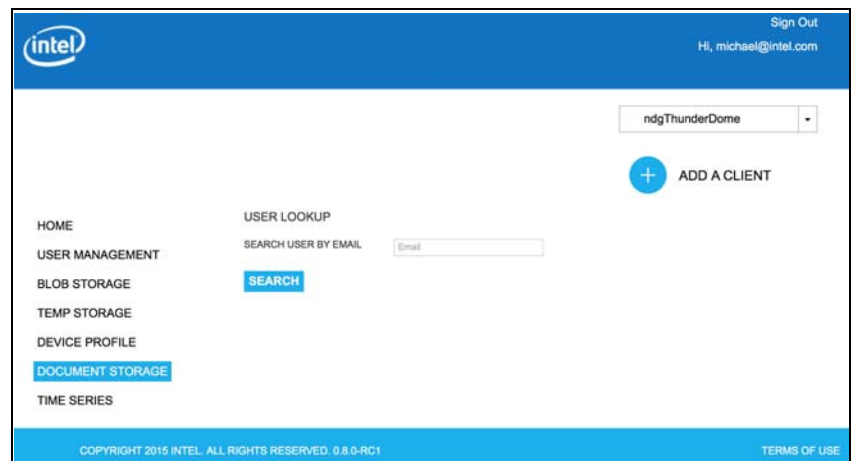 Sign Out
intel
Hi, michael@intel.com
ndgThunderDome
+ ADD A CLIENT
HOME
USER MANAGEMENT
BLOB STORAGE
TEMP STORAGE
DEVICE PROFILE
DOCUMENT STORAGE
TIME SERIES
USER LOOKUP
SEARCH USER BY EMAIL Email
SEARCH
COPYRIGHT 2015 INTEL. ALL RIGHTS RESERVED. 0.8.0-RC1 TERMS OF USE